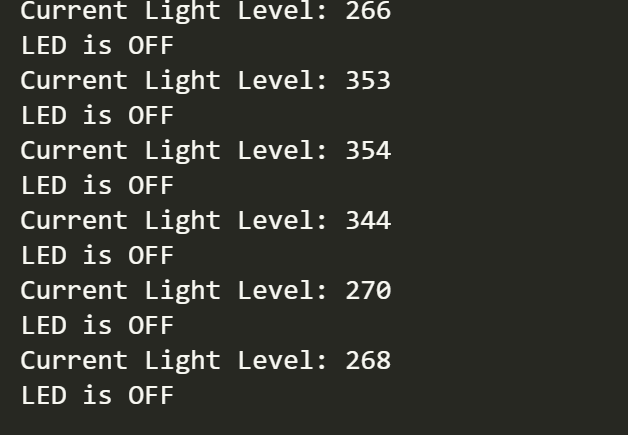 Current Light Level: 266
LED is OFF
Current Light Level: 353
LED is OFF
Current Light Level: 354
LED is OFF
Current Light Level: 344
LED is OFF
Current Light Level: 270
LED is OFF
Current Light Level: 268
LED is OFF